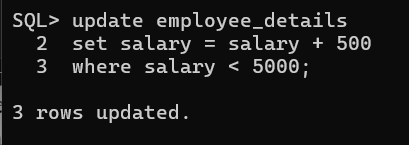 SQL> update employee_details
2 set salary = salary + 500
3 where salary < 5000;
3 rows updated.